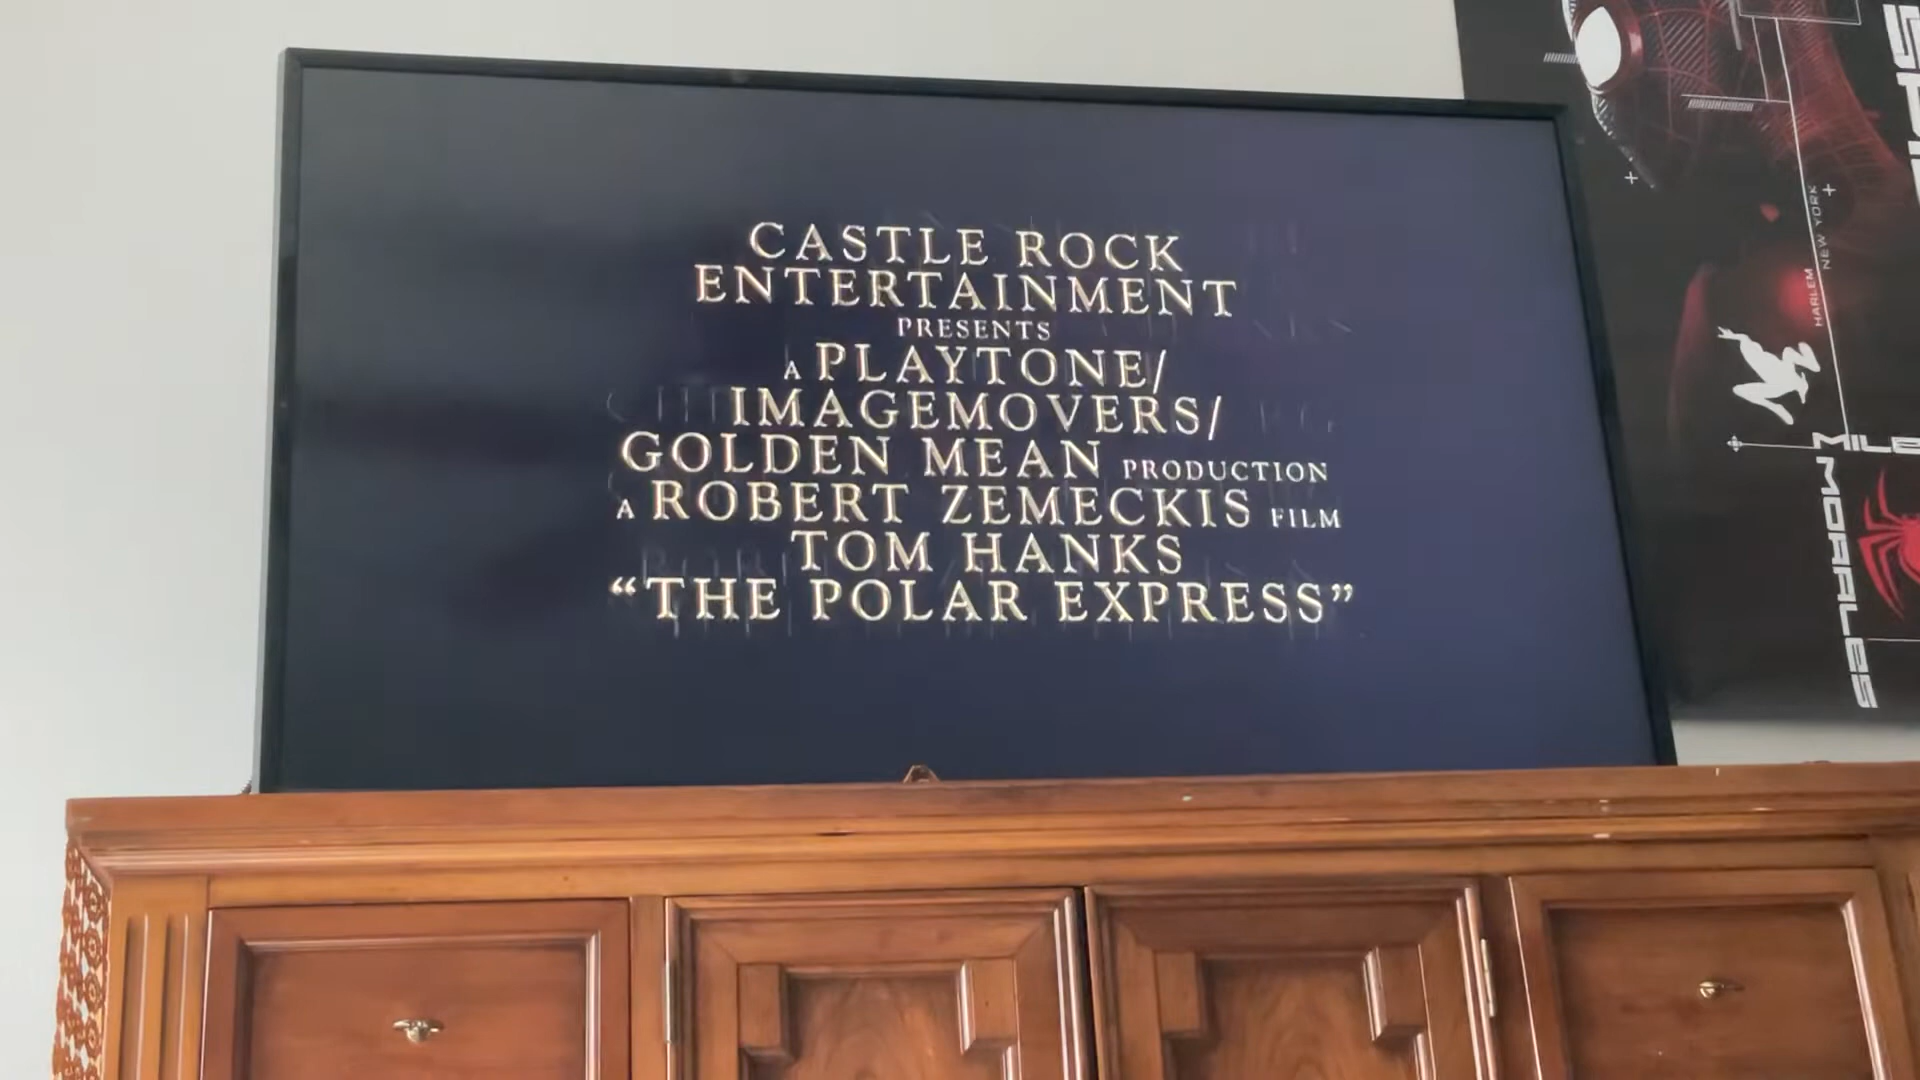 CASTLE ROCK
ENTERTAINMENT
PRESENTS
A PLAYTONE/
IMAGEMOVERS/
GOLDEN MEAN PRODUCTION
A ROBERT ZEMECKIS FILM
TOM HANKS
“THE POLAR EXPRESS”
NEW YORK
HARLEM
MORALES